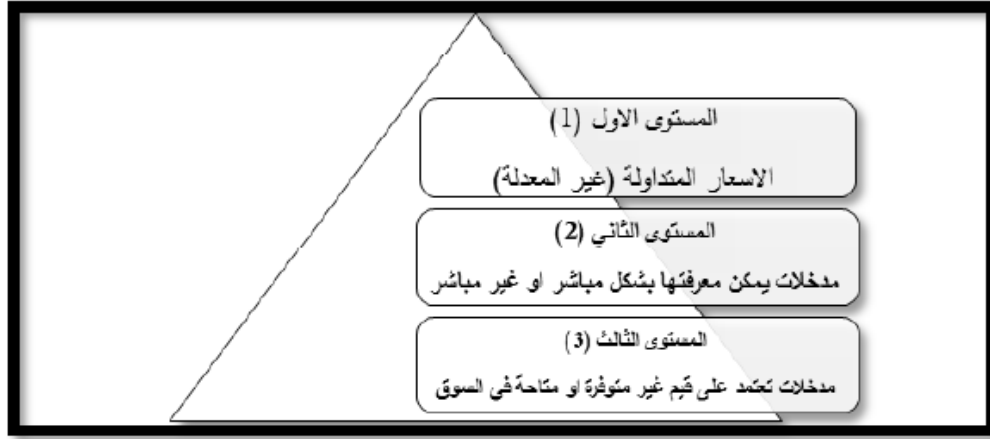 المستوى الاول (1)
الاسعار المتداولة (غير المعدلة)
المستوى الثاني (2)
مدخلات يمكن معرفتها بشكل مباشر او غير مباشر
المستوى الثالث (3)
مدخلات تعتمد على قيم غير متوفرة او متاحة في السوق